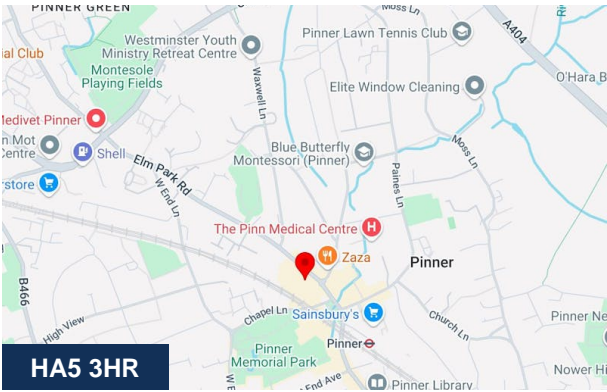 PINNER GREEN
Moss Ln
A404
Westminster Youth
Ministry Retreat Centre
Pinner Lawn Tennis Club
ial Club
Montesole
Playing Fields
Waxwell Ln
Elite Window Cleaning
O'Hara B
Medivet Pinner
n Mot
Centre
Shell
Elm Park Rd
Blue Butterfly
Montessori (Pinner)
Moss Ln
Paines Ln
rstore
W End Ln
The Pinn Medical Centre
H
Zaza
Pinner
B466
Chapel Ln
Sainsbury's
Church Ln
High View
Pinner Ne
Pinner
Memorial Park
Pinner
Nower Hi
HA5 3HR
W E
End Ave
Pinner Library